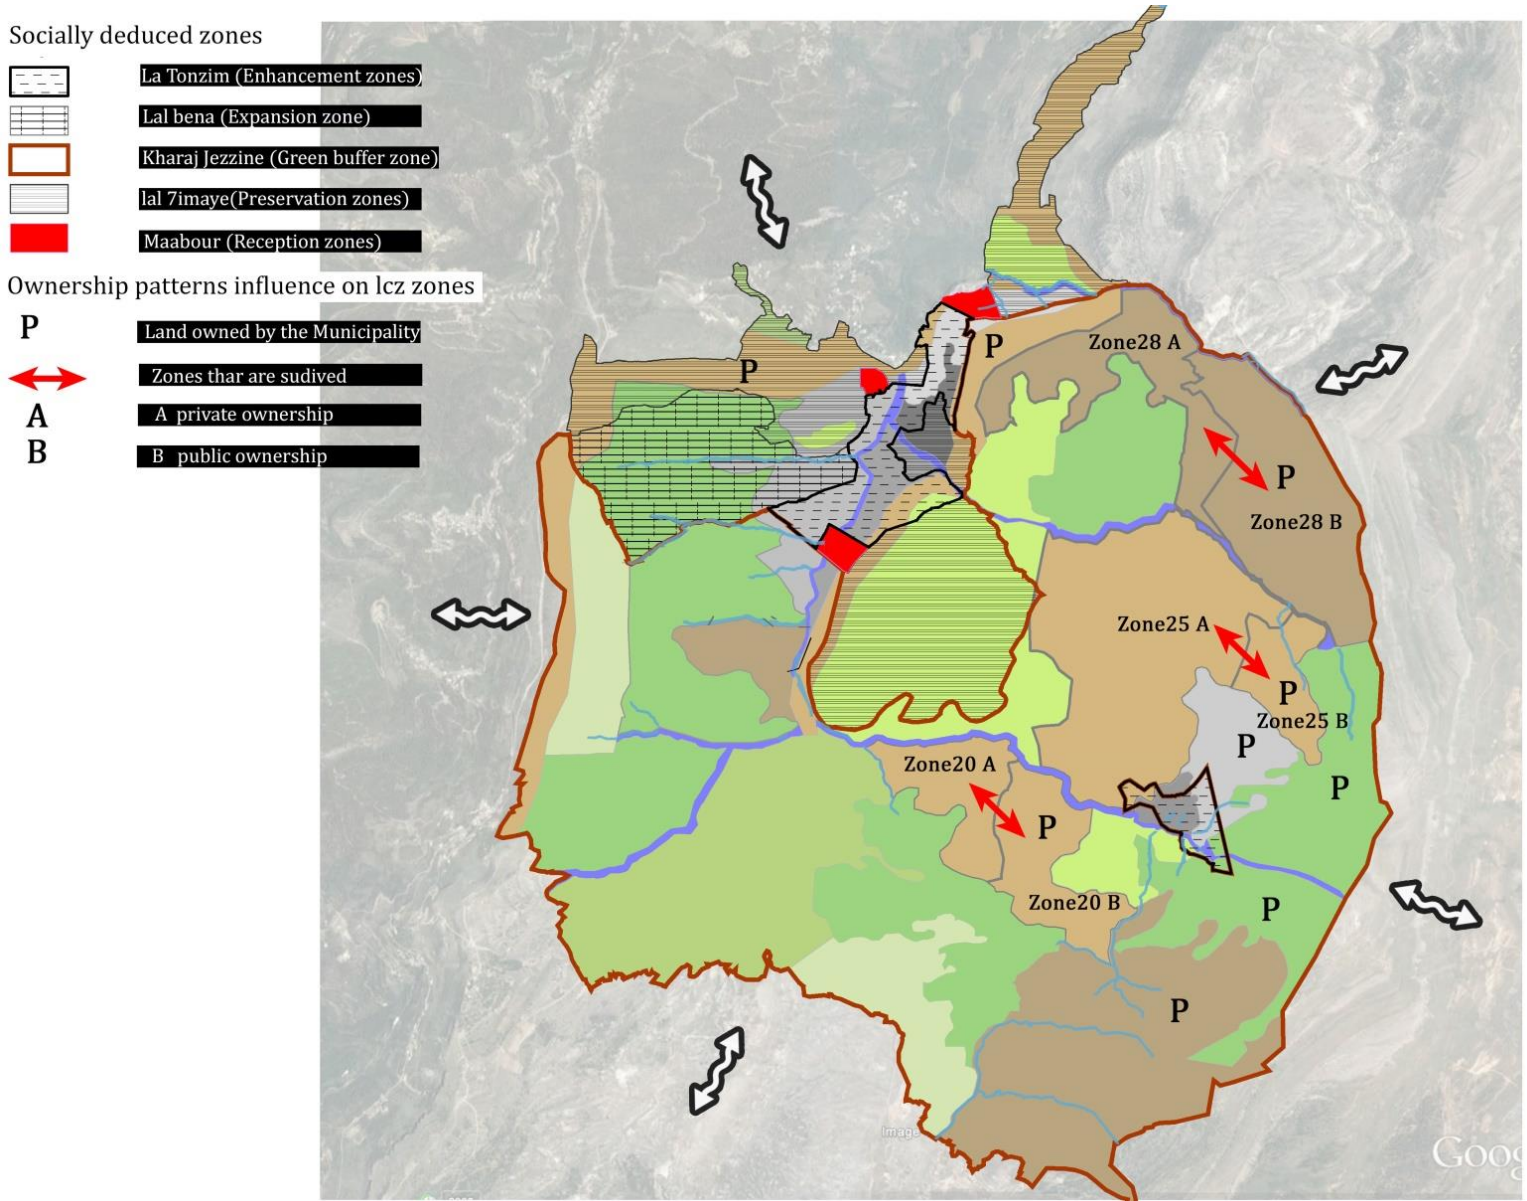 Socially deduced zones
La Tonzim (Enhancement zones)
Lal bena (Expansion zone)
Kharaj Jezzine (Green buffer zone)
lal 7imaye(Preservation zones)
Maabour (Reception zones)
Ownership patterns influence on lcz zones
P Land owned by the Municipality
Zones thar are sudived
A A private ownership
B B public ownership
P
P
Zone28 A
P
Zone28 B
Zone25 A
P
Zone25 B
P
Zone20 A
P
P
Zone20 B
P
P
Image
Goog